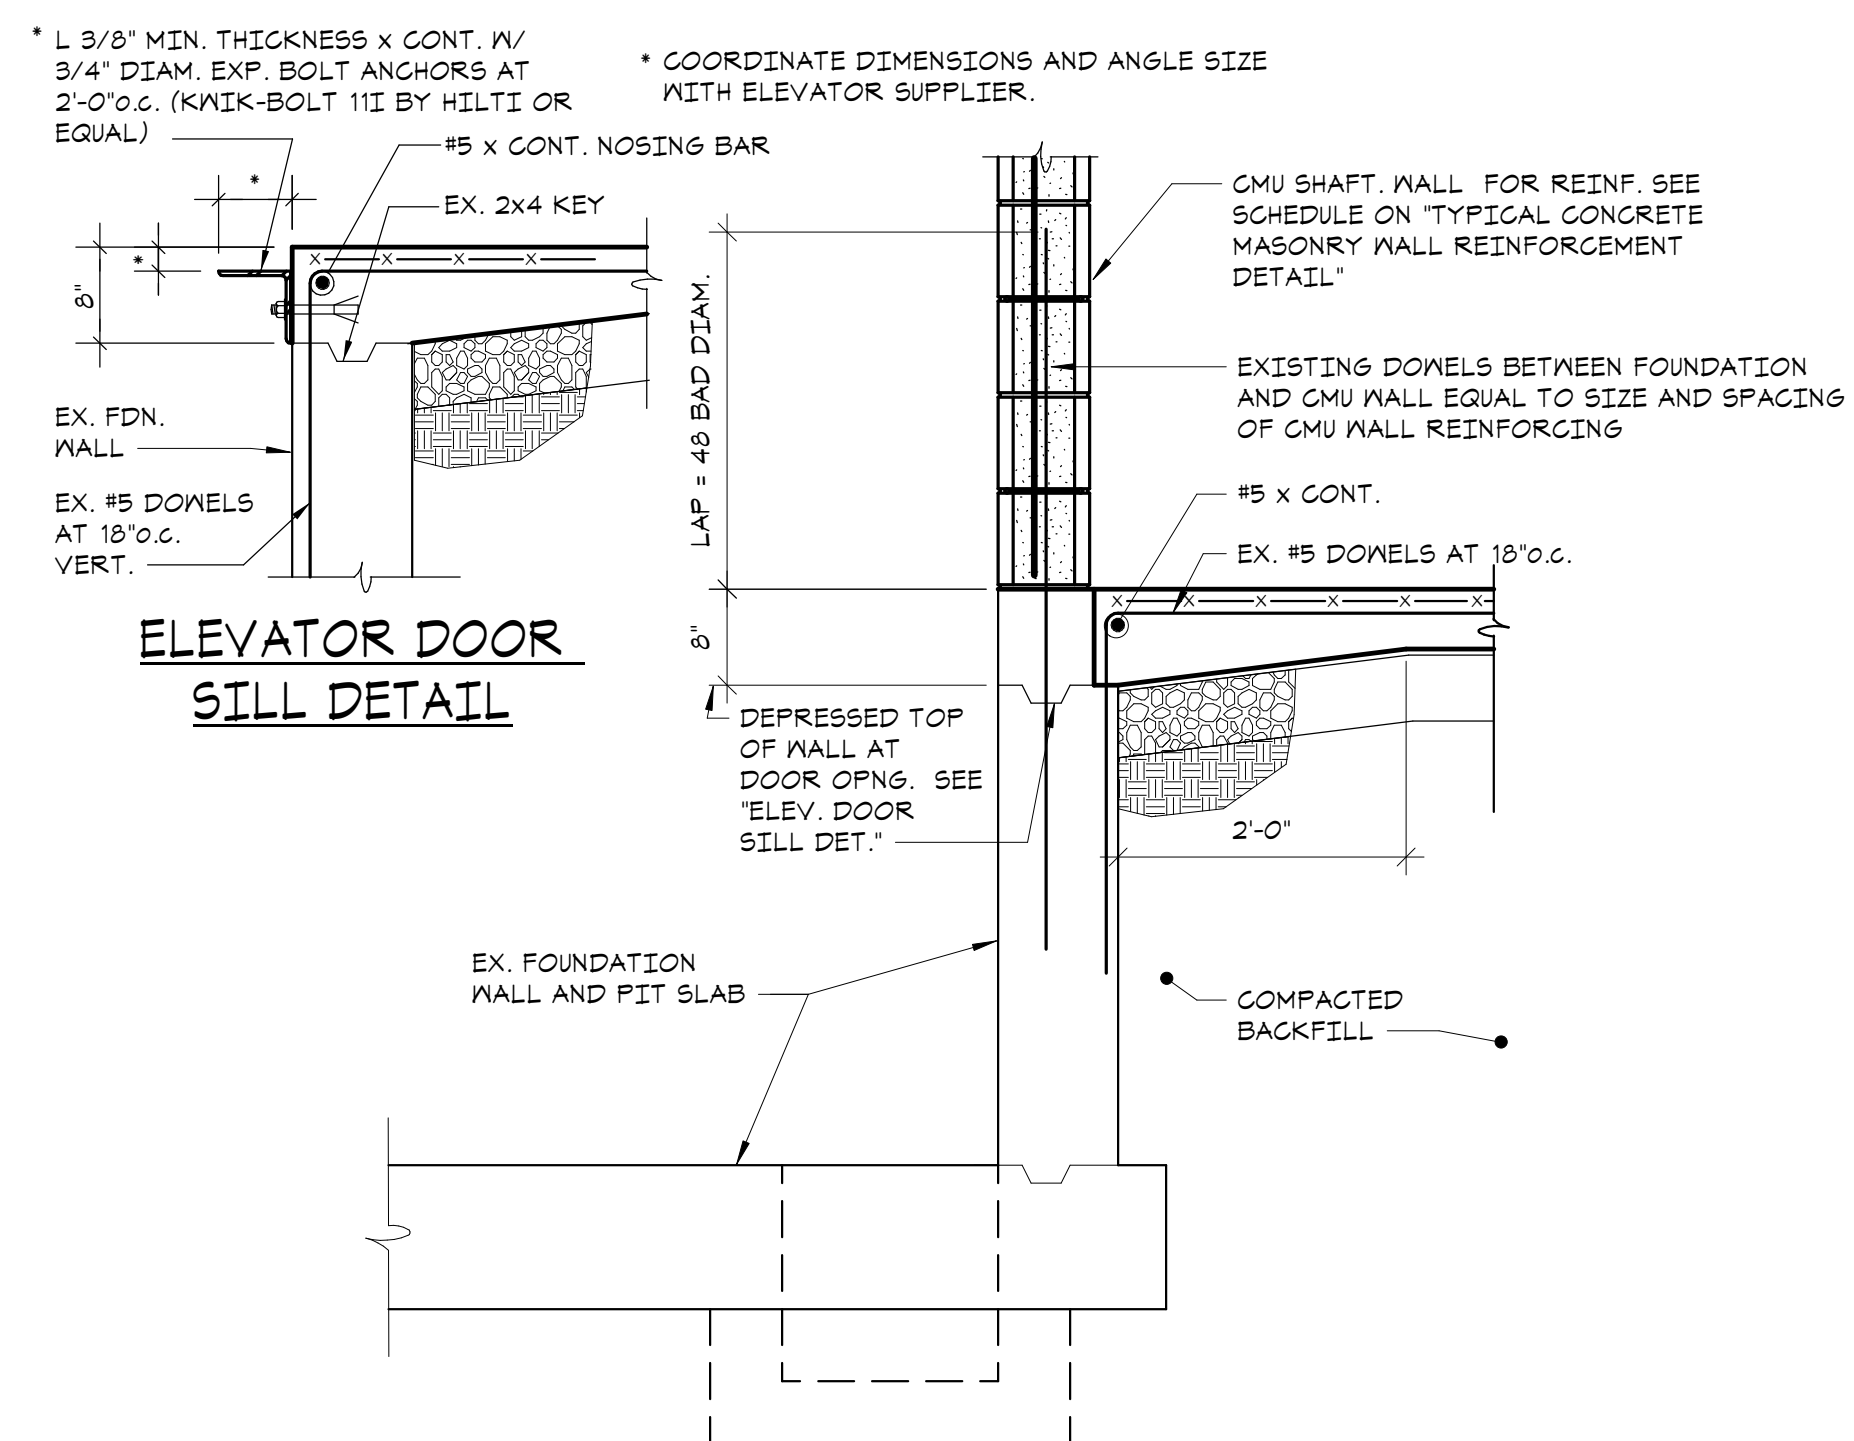 * L 3/8" MIN. THICKNESS x CONT. W/
3/4" DIAM. EXP. BOLT ANCHORS AT
2'-0"o.c. (KWIK-BOLT 11I BY HILTI OR
EQUAL)
* COORDINATE DIMENSIONS AND ANGLE SIZE
WITH ELEVATOR SUPPLIER.
#5 x CONT. NOSING BAR
EX. 2x4 KEY
*
*
8"
EX. FDN.
WALL
EX. #5 DOWELS
AT 18"o.c.
VERT.
ELEVATOR DOOR
SILL DETAIL
LAP = 48 BAD DIAM.
8"
CMU SHAFT. WALL FOR REINF. SEE
SCHEDULE ON "TYPICAL CONCRETE
MASONRY WALL REINFORCEMENT
DETAIL"
EXISTING DOWELS BETWEEN FOUNDATION
AND CMU WALL EQUAL TO SIZE AND SPACING
OF CMU WALL REINFORCING
#5 x CONT.
EX. #5 DOWELS AT 18"o.c.
DEPRESSED TOP
OF WALL AT
DOOR OPNG. SEE
"ELEV. DOOR
SILL DET."
2'-0"
EX. FOUNDATION
WALL AND PIT SLAB
COMPACTED
BACKFILL